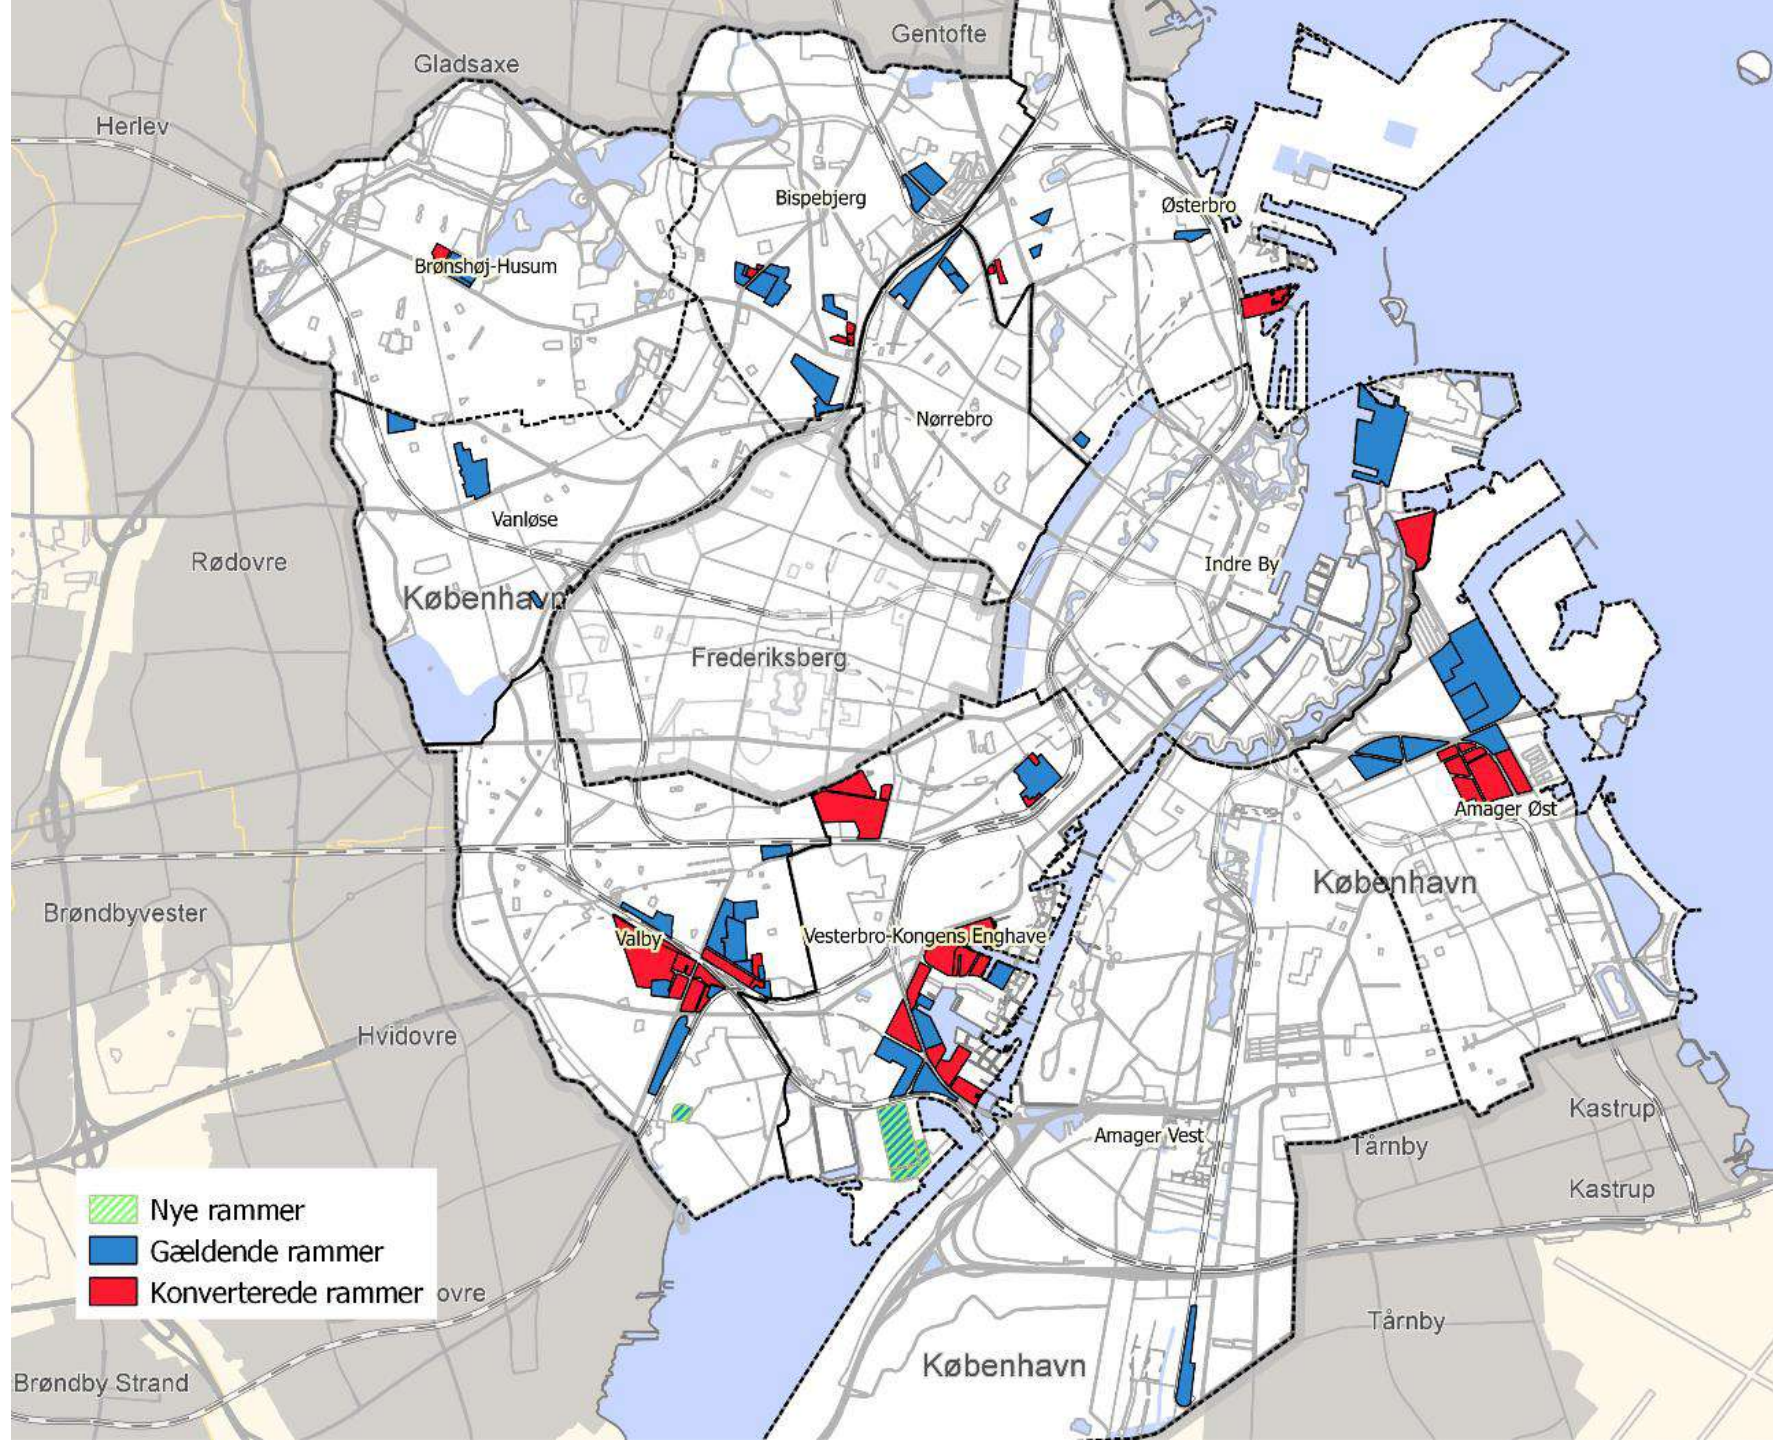 Gentofte
Gladsaxe
Herlev
Bispebjerg
Østerbro
Brønshøj-Husum
Nørrebro
Vanløse
Rødovre
Indre By
København
Frederiksberg
Amager Øst
København
Brøndbyvester
Valby
Vesterbro-Kongens Enghave
Hvidovre
Kastrup
Amager Vest
Tårnby
Kastrup
Nye rammer
Gældende rammer
Konverterede rammer
ovre
Tårnby
København
Brøndby Strand